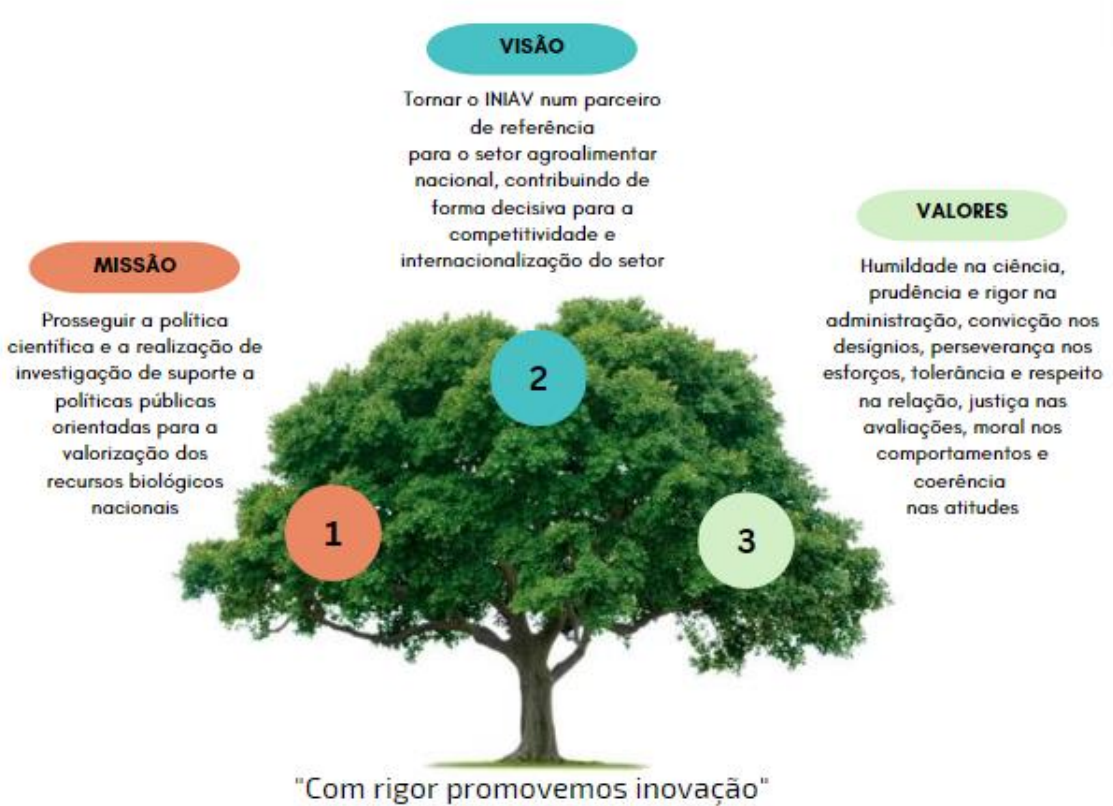 VISÃO
Tornar o INIAV num parceiro
de referência
para o setor agroalimentar
nacional, contribuindo de
forma decisiva para a
competitividade e
internacionalização do setor
VALORES
Humildade na ciência,
prudência e rigor na
administração, convicção nos
desígnios, perseverança nos
esforços, tolerância e respeito
na relação, justiça nas
avaliações, moral nos
comportamentos e
coerência
nas atitudes
MISSÃO
Prosseguir a política
científica e a realização de
investigação de suporte a
políticas públicas
orientadas para a
valorização dos
recursos biológicos
nacionais
2
1
3
"Com rigor promovemos inovação"